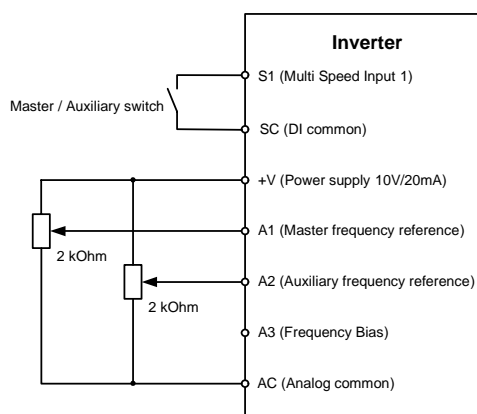 Inverter
S1 (Multi Speed Input 1)
Master / Auxiliary switch
SC (DI common)
+V (Power supply 10V/20mA)
A1 (Master frequency reference)
2 kOhm
A2 (Auxiliary frequency reference)
2 kOhm
A3 (Frequency Bias)
AC (Analog common)